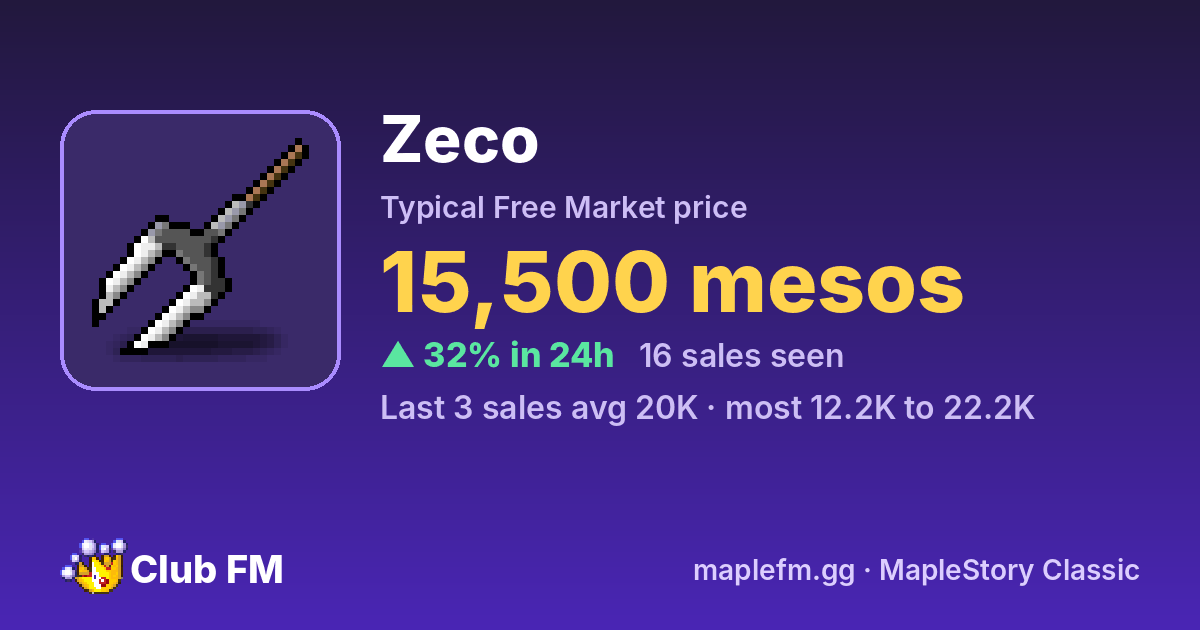 Zeco
Typical Free Market price
15,500 mesos
▲ 32% in 24h 16 sales seen
Last 3 sales avg 20K · most 12.2K to 22.2K
Club FM
maplefm.gg · MapleStory Classic